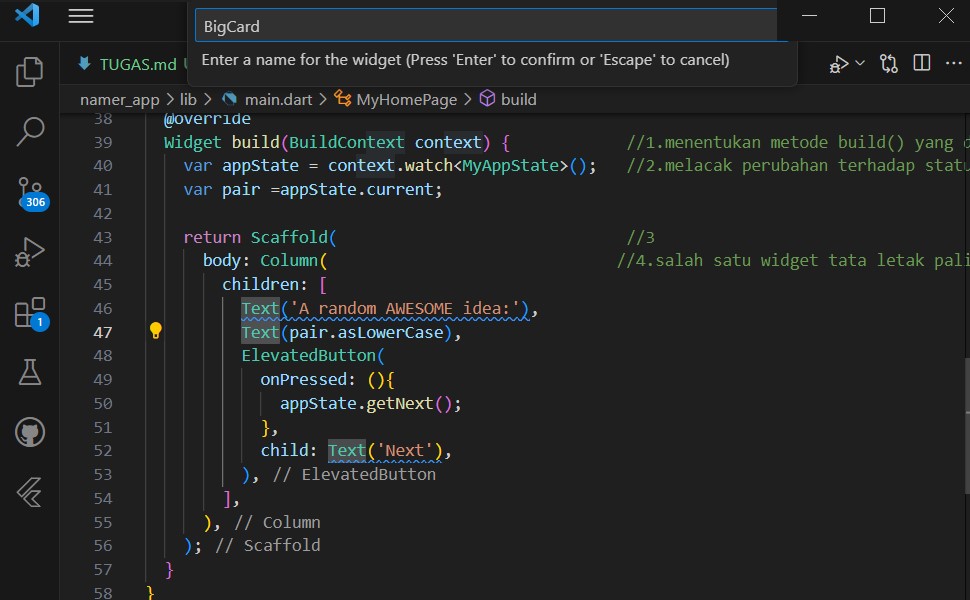 BigCard
Enter a name for the widget (Press 'Enter' to confirm or 'Escape' to cancel)
TUGAS.md
namer_app > lib > main.dart > MyHomePage > build
38 @override
39 Widget build(BuildContext context) { //1.menentukan metode build() yang
40 var appState = context.watch<MyAppState>(); //2.melacak perubahan terhadap
41 var pair =appState.current;
42
43 return Scaffold( //3
44 body: Column( //4.salah satu widget tata letak
45 children: [
46 Text('A random AWESOME idea:'),
47 Text(pair.asLowerCase),
48 ElevatedButton(
49 onPressed: (){
50 appState.getNext();
51 },
52 child: Text('Next'),
53 ), // ElevatedButton
54 ],
55 ), // Column
56 ); // Scaffold
57 }
58 }
306
1